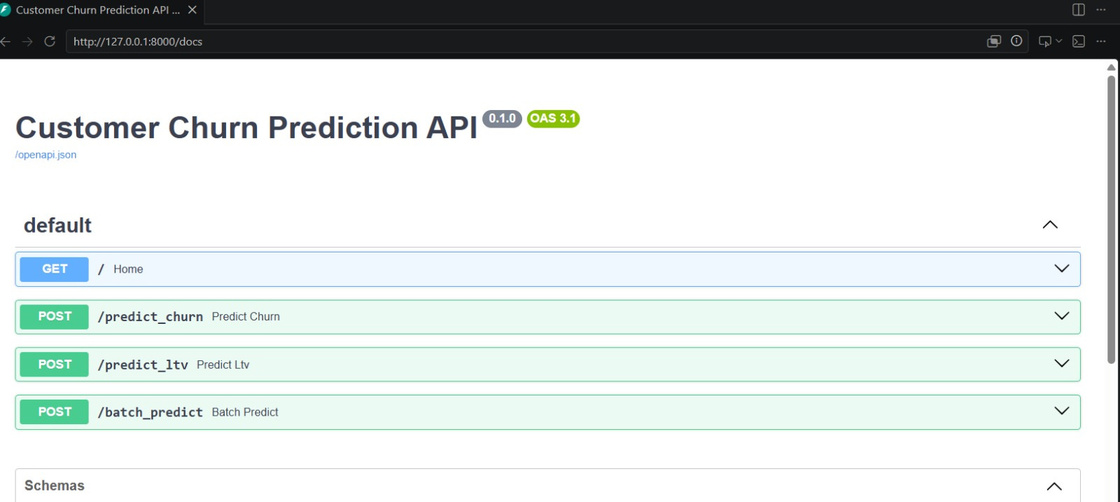 Customer Churn Prediction API ...
http://127.0.0.1:8000/docs
Customer Churn Prediction API 0.1.0 OAS 3.1
/openapi.json
default
GET / Home
POST /predict_churn Predict Churn
POST /predict_ltv Predict Ltv
POST /batch_predict Batch Predict
Schemas